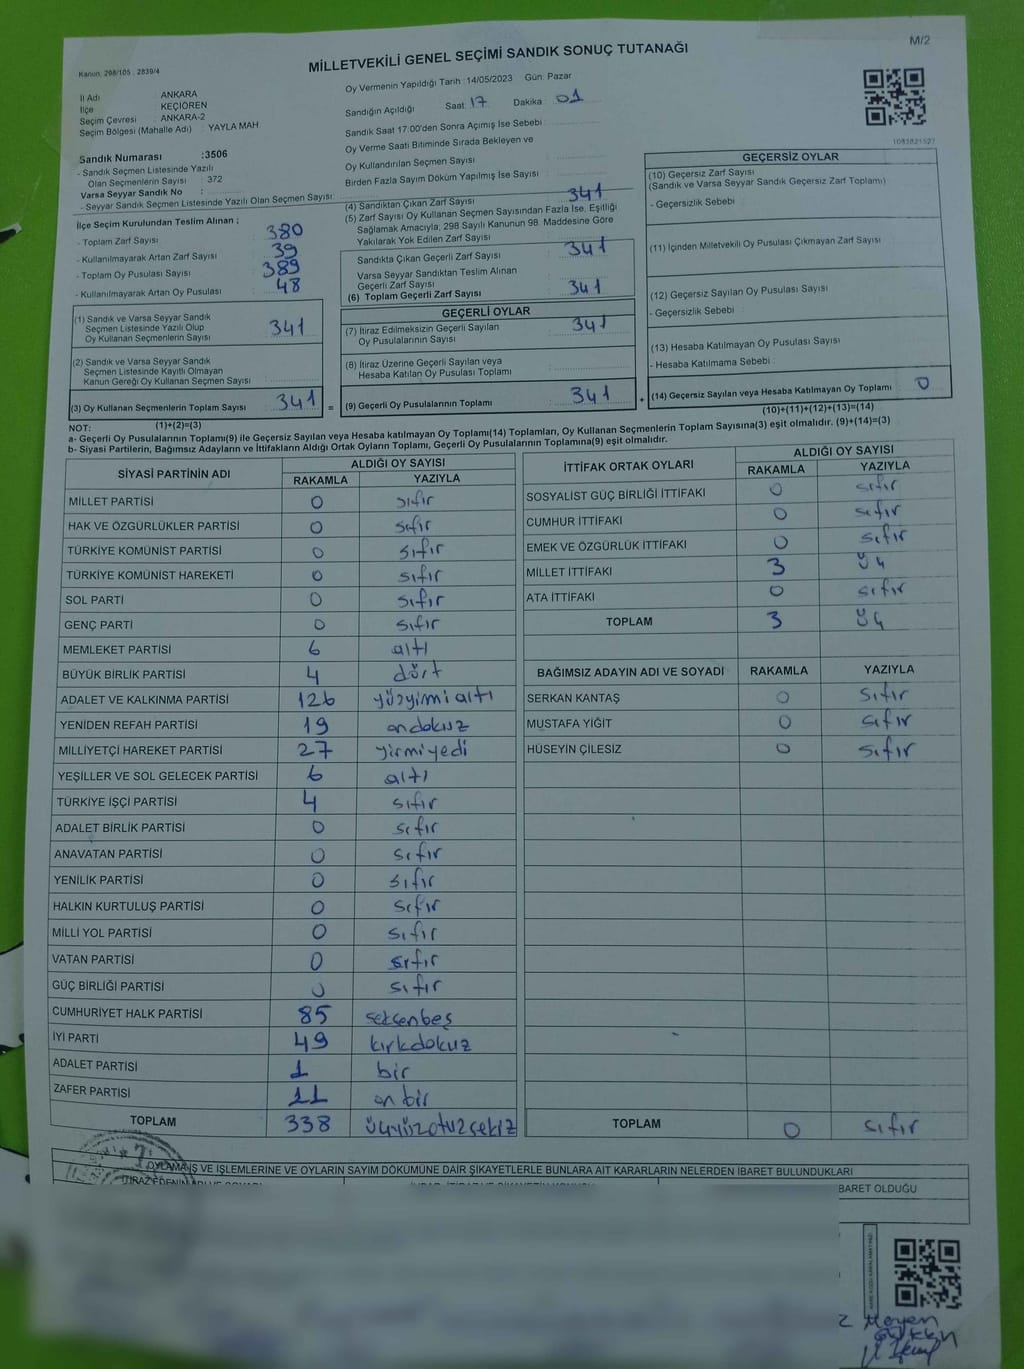 M/2
Kanun: 298/105 : 2839/4
MİLLETVEKİLİ GENEL SEÇİMİ SANDIK SONUÇ TUTANAĞI
İl Adı : ANKARA
İlçe : KEÇİÖREN
Seçim Çevresi : ANKARA-2
Seçim Bölgesi (Mahalle Adı) : YAYLA MAH.
Sandık Numarası :3506
- Sandık Seçmen Listesinde Yazılı
Olan Seçmenlerin Sayısı : 372
Varsa Seyyar Sandık No :
- Seyyar Sandık Seçmen Listesinde Yazılı Olan Seçmen Sayısı
Oy Vermenin Yapıldığı Tarih :14/05/2023 Gün: Pazar
Sandığın Açıldığı Saat 17 Dakika 01
Sandık Saat 17:00'den Sonra Açımış İse Sebebi
Oy Verme Saati Bitiminde Sırada Bekleyen ve
Oy Kullandırılan Seçmen Sayısı
Birden Fazla Sayım Döküm Yapılmış İse Sayısı
1083821527
İlçe Seçim Kurulundan Teslim Alınan ;
- Toplam Zarf Sayısı 380
- Kullanılmayarak Artan Zarf Sayısı 39
- Toplam Oy Pusulası Sayısı 389
- Kullanılmayarak Artan Oy Pusulası 48
(4) Sandıktan Çıkan Zarf Sayısı 341
(5) Zarf Sayısı Oy Kullanan Seçmen Sayısından Fazla İse, Eşitliği
Sağlamak Amacıyla, 298 Sayılı Kanunun 98. Maddesine Göre
Yakılarak Yok Edilen Zarf Sayısı
Sandıkta Çıkan Geçerli Zarf Sayısı 341
Varsa Seyyar Sandıktan Teslim Alınan
Geçerli Zarf Sayısı
(6) Toplam Geçerli Zarf Sayısı 341
(1) Sandık ve Varsa Seyyar Sandık
Seçmen Listesinde Yazılı Olup
Oy Kullanan Seçmenlerin Sayısı 341
(2) Sandık ve Varsa Seyyar Sandık
Seçmen Listesinde Kayıtlı Olmayan
Kanun Gereği Oy Kullanan Seçmen Sayısı
(3) Oy Kullanan Seçmenlerin Toplam Sayısı 341 =
(1)+(2)=(3)
GEÇERLİ OYLAR
(7) İtiraz Edilmeksizin Geçerli Sayılan
Oy Pusulalarının Sayısı 341
(8) İtiraz Üzerine Geçerli Sayılan veya
Hesaba Katılan Oy Pusulası Toplamı
(9) Geçerli Oy Pusulalarının Toplamı 341 +
GEÇERSİZ OYLAR
(10) Geçersiz Zarf Sayısı
(Sandık ve Varsa Seyyar Sandık Geçersiz Zarf Toplamı)
- Geçersizlik Sebebi :
(11) İçinden Milletvekili Oy Pusulası Çıkmayan Zarf Sayısı
(12) Geçersiz Sayılan Oy Pusulası Sayısı
- Geçersizlik Sebebi :
(13) Hesaba Katılmayan Oy Pusulası Sayısı
- Hesaba Katılmama Sebebi :
(14) Geçersiz Sayılan veya Hesaba Katılmayan Oy Toplamı 0
(10)+(11)+(12)+(13)=(14)
NOT:
a- Geçerli Oy Pusulalarının Toplamı(9) ile Geçersiz Sayılan veya Hesaba katılmayan Oy Toplamı(14) Toplamları, Oy Kullanan Seçmenlerin Toplam Sayısına(3) eşit olmalıdır. (9)+(14)=(3)
b- Siyasi Partilerin, Bağımsız Adayların ve İttifakların Aldığı Ortak Oyların Toplamı, Geçerli Oy Pusulalarının Toplamına(9) eşit olmalıdır.
SİYASİ PARTİNİN ADI ALDIĞI OY SAYISI
RAKAMLA YAZIYLA
MİLLET PARTİSİ 0 sıfır
HAK VE ÖZGÜRLÜKLER PARTİSİ 0 sıfır
TÜRKİYE KOMÜNİST PARTİSİ 0 sıfır
TÜRKİYE KOMÜNİST HAREKETİ 0 sıfır
SOL PARTİ 0 sıfır
GENÇ PARTİ 0 sıfır
MEMLEKET PARTİSİ 6 altı
BÜYÜK BİRLİK PARTİSİ 4 dört
ADALET VE KALKINMA PARTİSİ 126 yüzyimialtı
YENİDEN REFAH PARTİSİ 19 ondokuz
MİLLİYETÇİ HAREKET PARTİSİ 27 yirmiyedi
YEŞİLLER VE SOL GELECEK PARTİSİ 6 altı
TÜRKİYE İŞÇİ PARTİSİ 4 sıfır
ADALET BİRLİK PARTİSİ 0 sıfır
ANAVATAN PARTİSİ 0 sıfır
YENİLİK PARTİSİ 0 sıfır
HALKIN KURTULUŞ PARTİSİ 0 sıfır
MİLLİ YOL PARTİSİ 0 sıfır
VATAN PARTİSİ 0 sıfır
GÜÇ BİRLİĞİ PARTİSİ 0 sıfır
CUMHURİYET HALK PARTİSİ 85 seksenbeş
İYİ PARTİ 49 kırkdokuz
ADALET PARTİSİ 1 bir
ZAFER PARTİSİ 11 on bir
TOPLAM 338 üçyüzotuzsekiz
İTTİFAK ORTAK OYLARI ALDIĞI OY SAYISI
RAKAMLA YAZIYLA
SOSYALİST GÜÇ BİRLİĞİ İTTİFAKI 0 sıfır
CUMHUR İTTİFAKI 0 sıfır
EMEK VE ÖZGÜRLÜK İTTİFAKI 0 sıfır
MİLLET İTTİFAKI 3 üç
ATA İTTİFAKI 0 sıfır
TOPLAM 3 üç
BAĞIMSIZ ADAYIN ADI VE SOYADI RAKAMLA YAZIYLA
SERKAN KANTAŞ 0 sıfır
MUSTAFA YİĞİT 0 sıfır
HÜSEYİN ÇİLESİZ 0 sıfır
TOPLAM 0 sıfır
OYLAMA İŞ VE İŞLEMLERİNE VE OYLARIN SAYIM DÖKÜMÜNE DAİR ŞİKAYETLERLE BUNLARA AİT KARARLARIN NELERDEN İBARET BULUNDUKLARI
BARET OLDUĞU